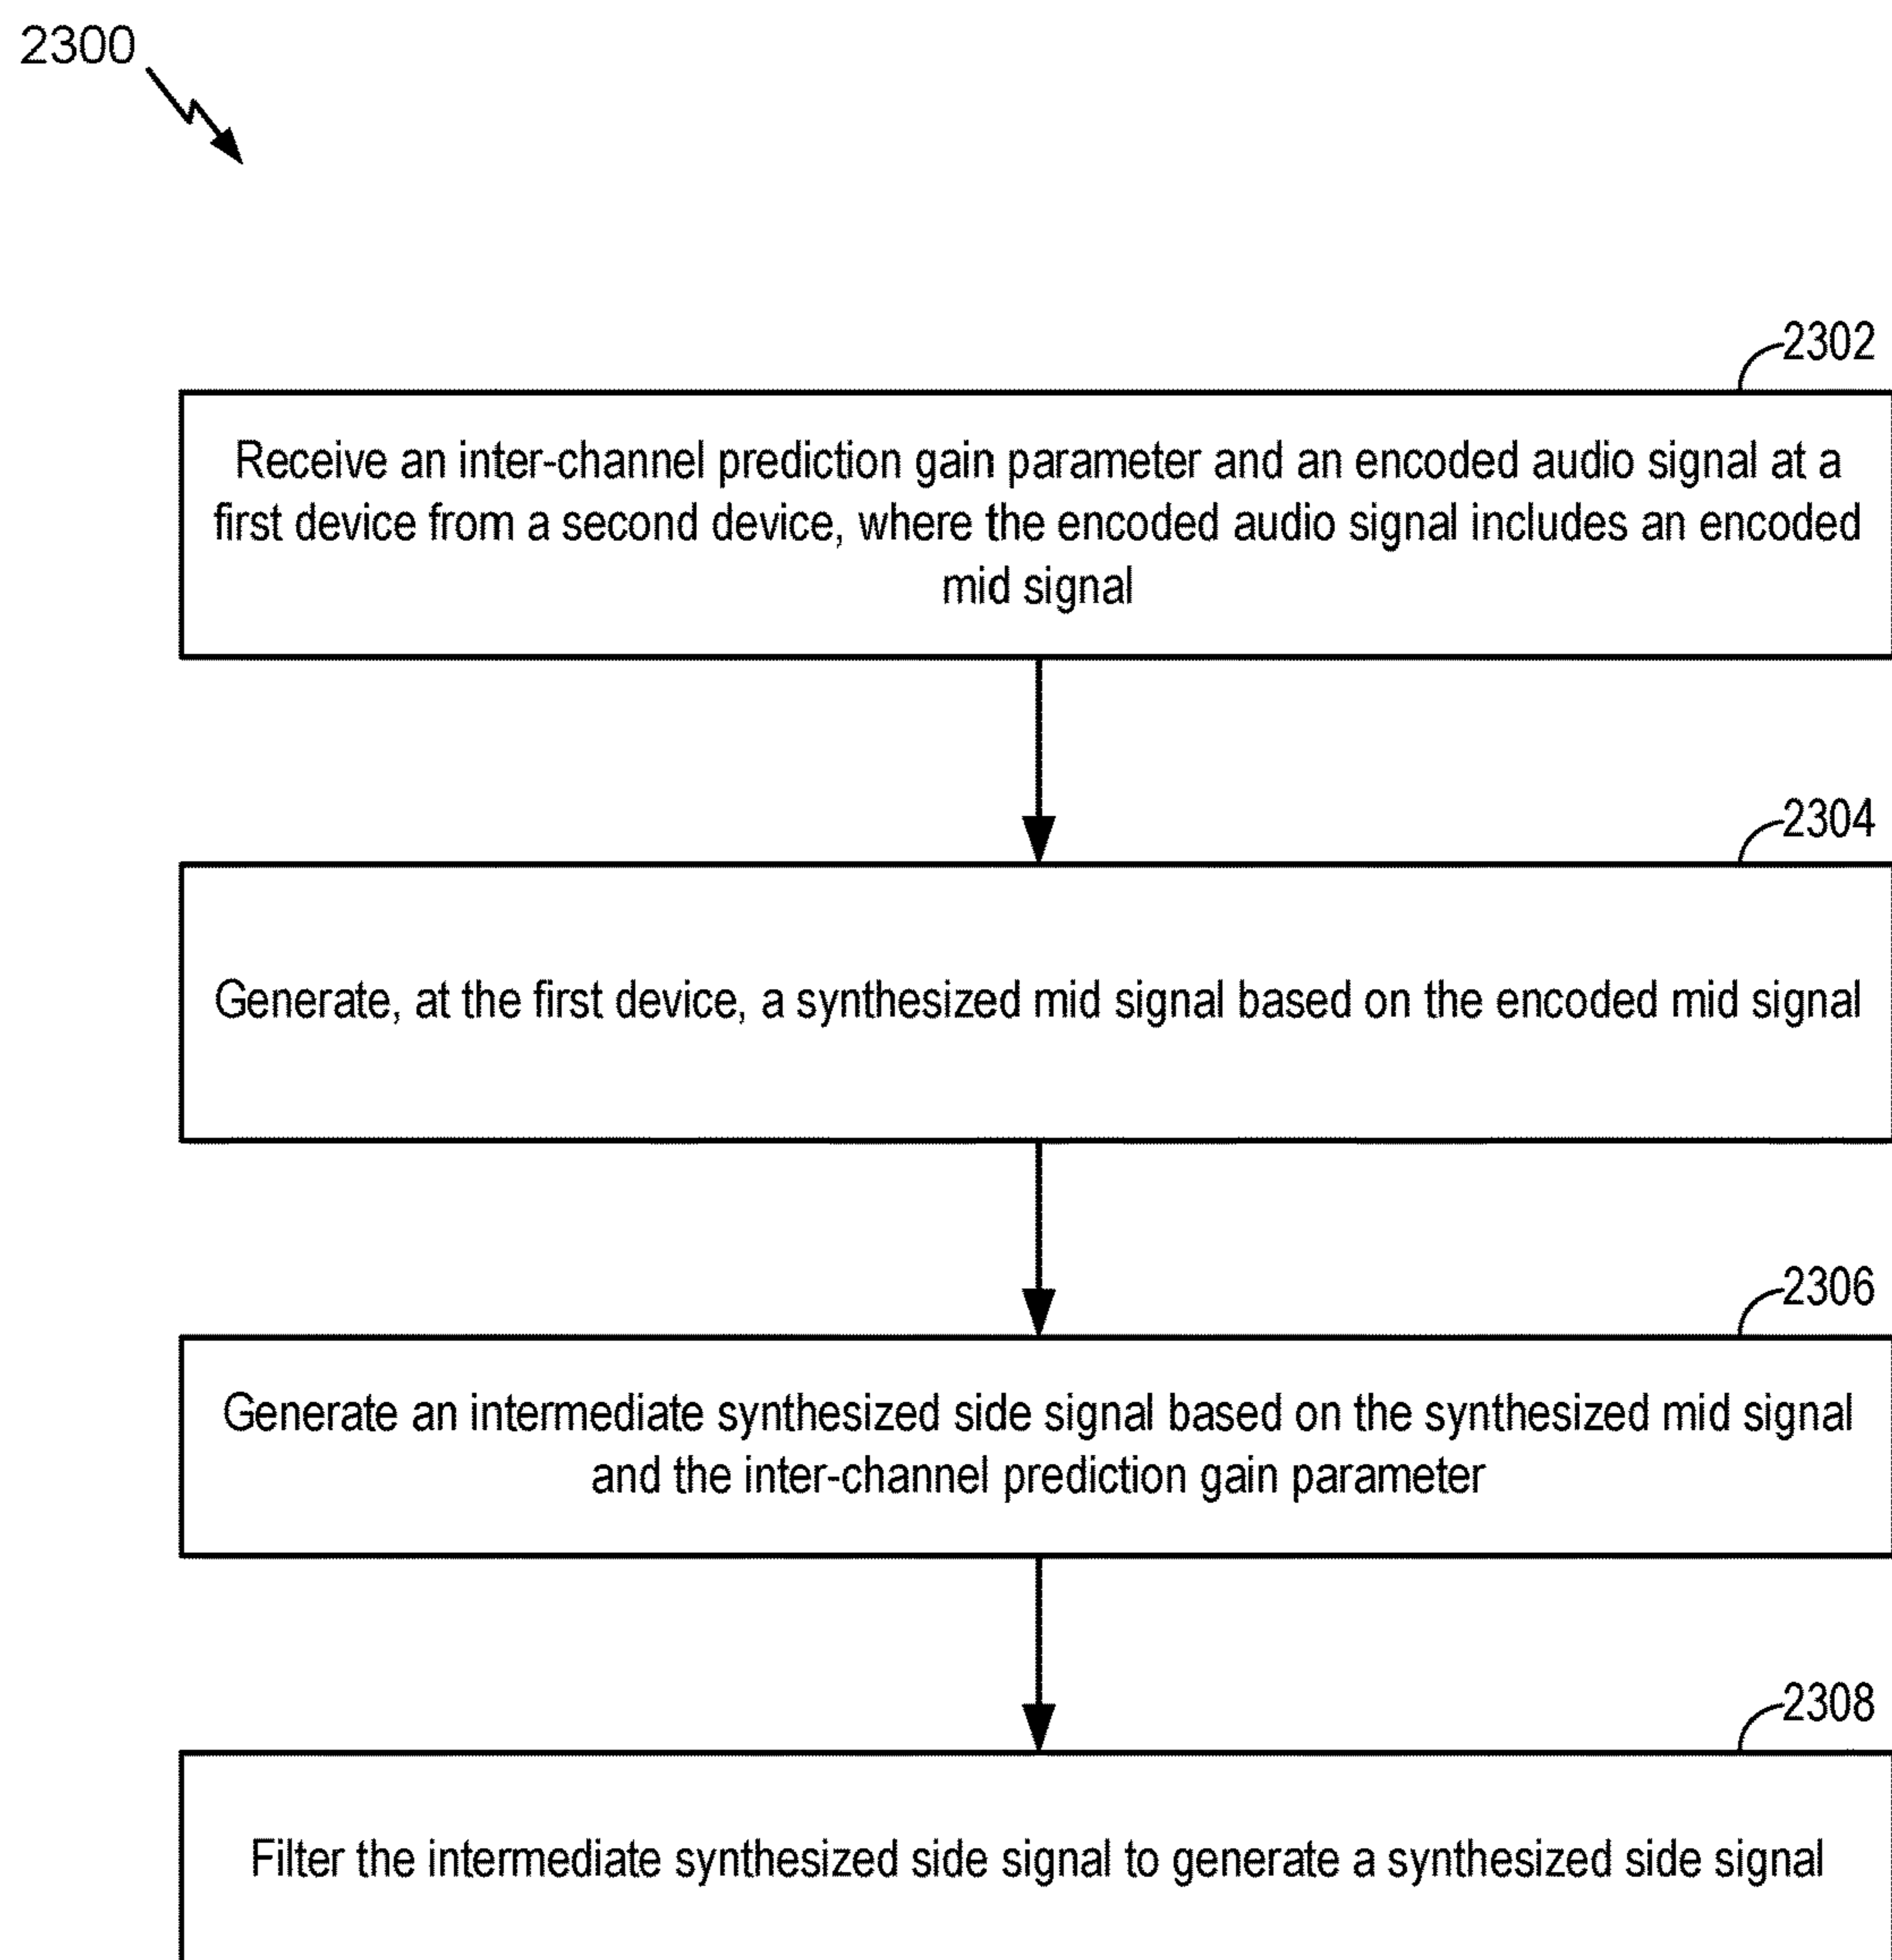 2300
2302
Receive an inter-channel prediction gain parameter and an encoded audio signal at a
first device from a second device, where the encoded audio signal includes an encoded
mid signal
2304
Generate, at the first device, a synthesized mid signal based on the encoded mid signal
2306
Generate an intermediate synthesized side signal based on the synthesized mid signal
and the inter-channel prediction gain parameter
2308
Filter the intermediate synthesized side signal to generate a synthesized side signal